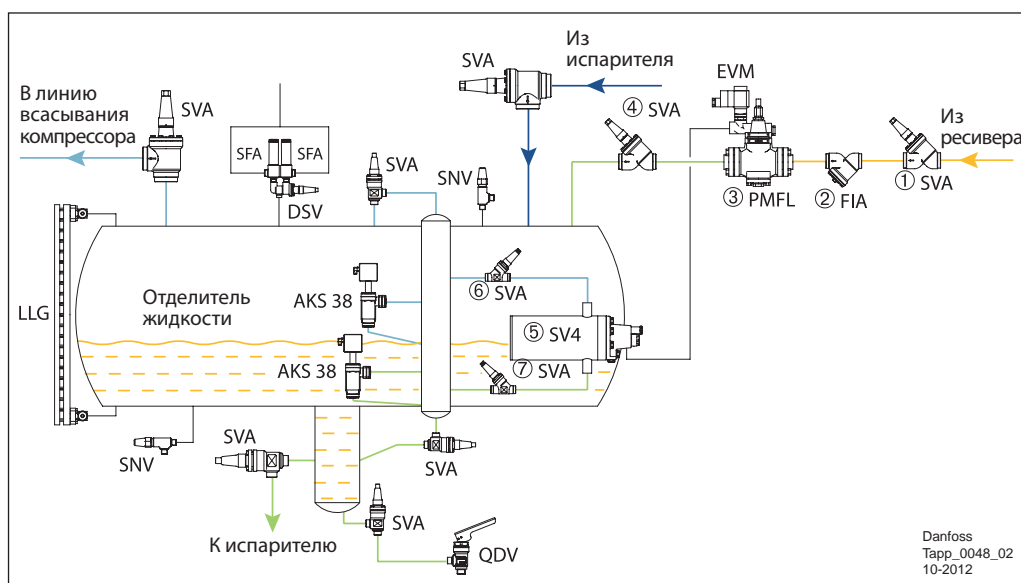 В линию
всасывания
компрессора
SVA
SFA
SFA
DSV
SVA
SNV
SVA
Из
испарителя
④ SVA
EVM
③ PMFL
② FIA
① SVA
Из
ресивера
LLG
Отделитель
жидкости
AKS 38
AKS 38
⑥ SVA
⑤ SV4
⑦ SVA
SNV
SVA
SVA
К испарителю
SVA
QDV
Danfoss
Tapp_0048_02
10-2012